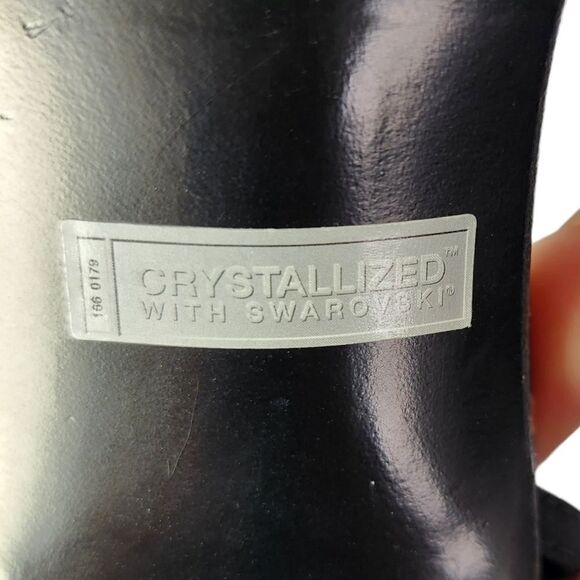 166 0179
CRYSTALLIZED™
WITH SWAROVSKI®